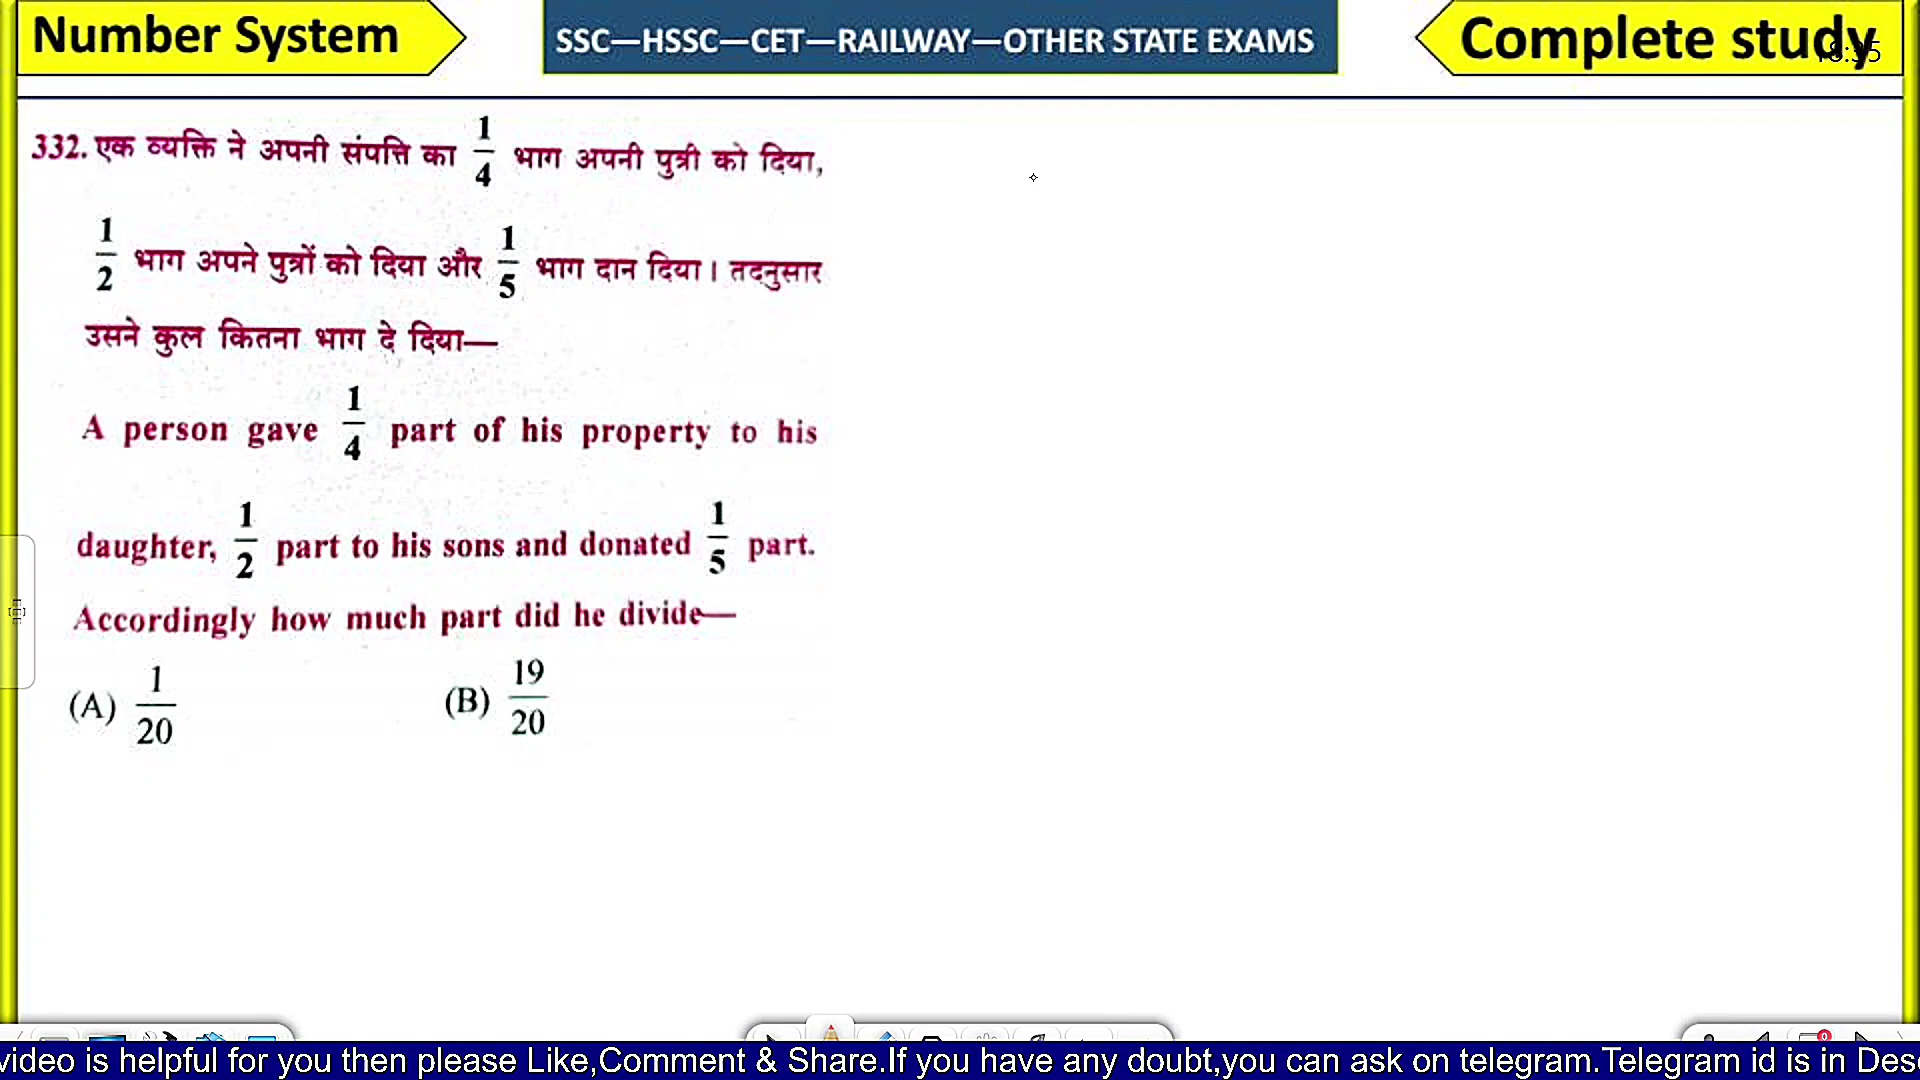 Number System
SSC—HSSC—CET—RAILWAY—OTHER STATE EXAMS
Complete study
332. एक व्यक्ति ने अपनी संपत्ति का 1/4 भाग अपनी पुत्री को दिया,
1/2 भाग अपने पुत्रों को दिया और 1/5 भाग दान दिया। तदनुसार
उसने कुल कितना भाग दे दिया—
A person gave 1/4 part of his property to his
daughter, 1/2 part to his sons and donated 1/5 part.
Accordingly how much part did he divide—
(A) 1/20 (B) 19/20
video is helpful for you then please Like,Comment & Share.If you have any doubt,you can ask on telegram.Telegram id is in Des